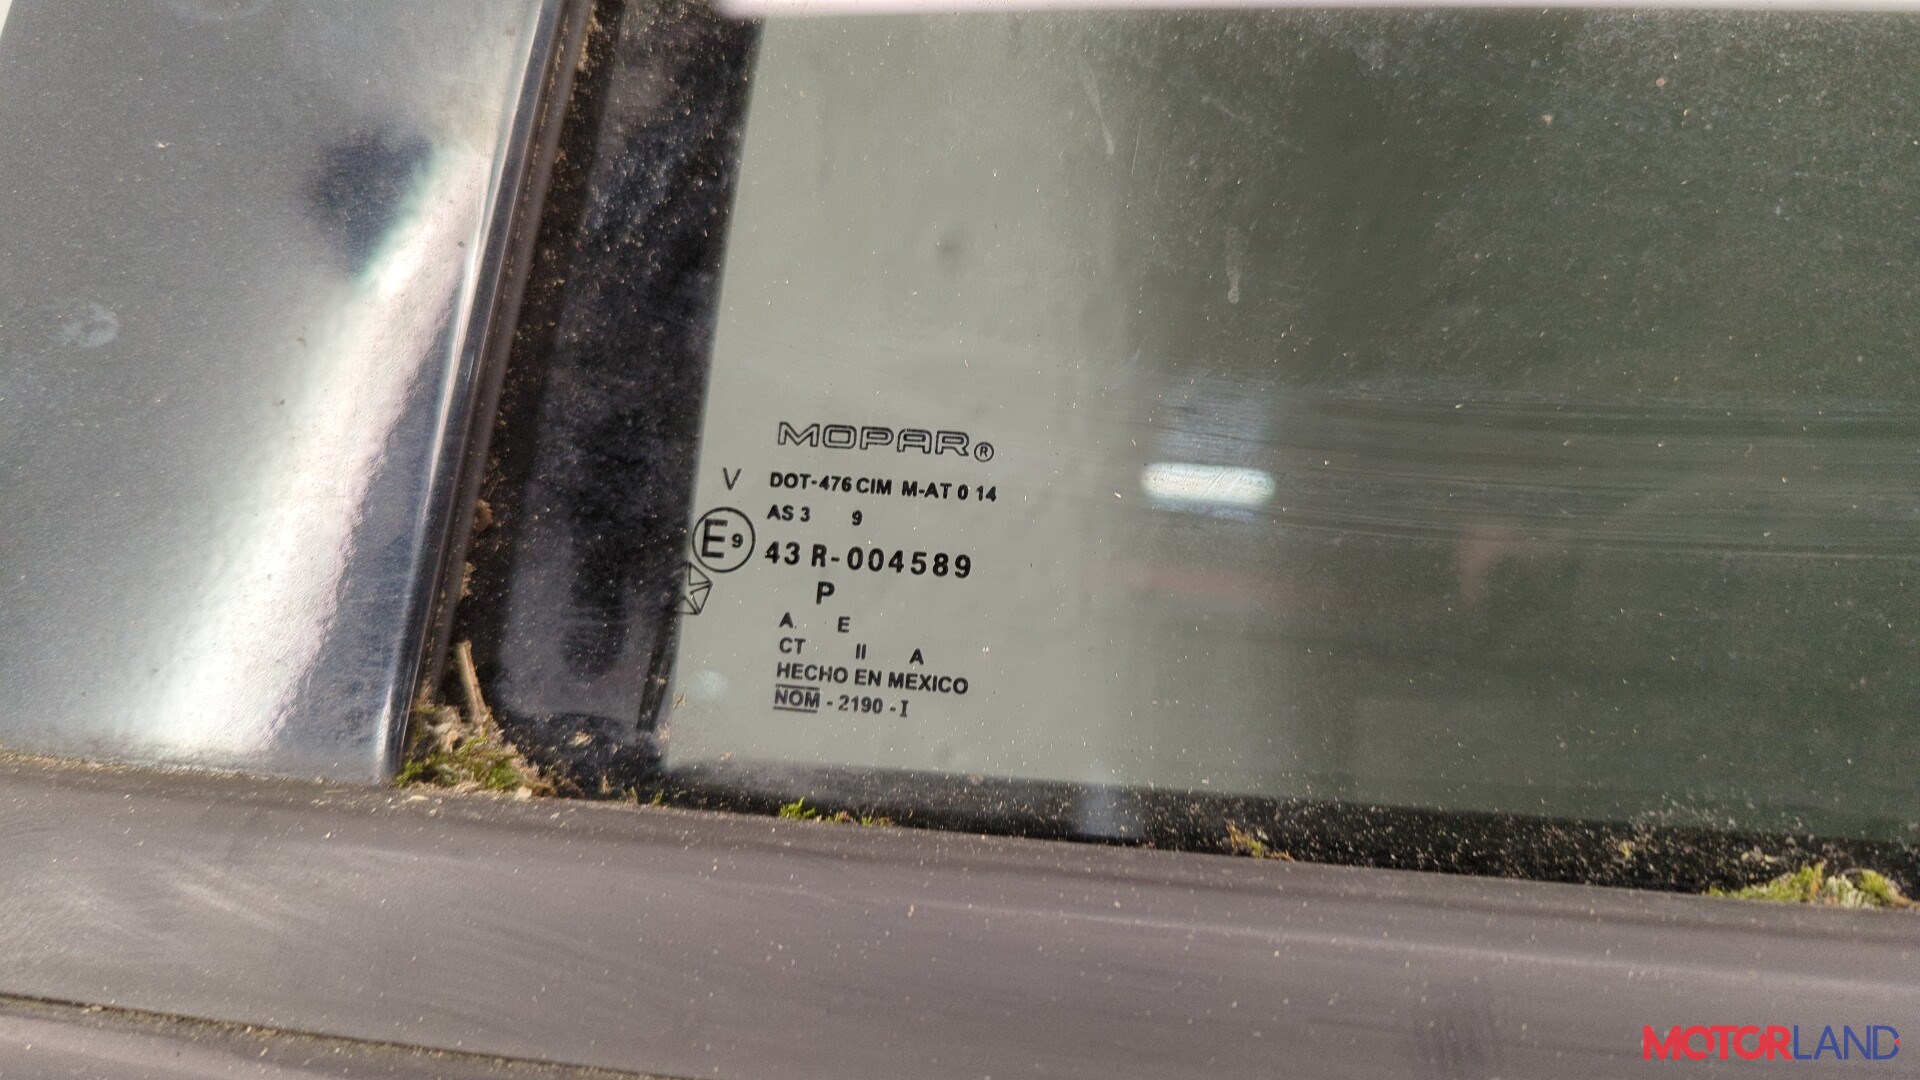 MOPAR®
V DOT-476 CIM M-AT 0 14
AS 3 9
E9 43 R-004589
P
A. E
CT II A
HECHO EN MEXICO
NOM - 2190 - I
MOTORLAND